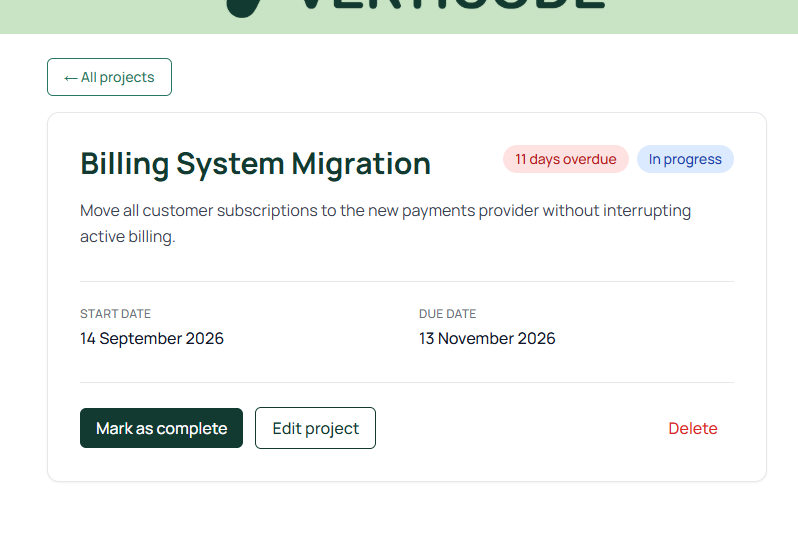 VERTICODE
← All projects
Billing System Migration
11 days overdue
In progress
Move all customer subscriptions to the new payments provider without interrupting
active billing.
START DATE
DUE DATE
14 September 2026
13 November 2026
Mark as complete
Edit project
Delete